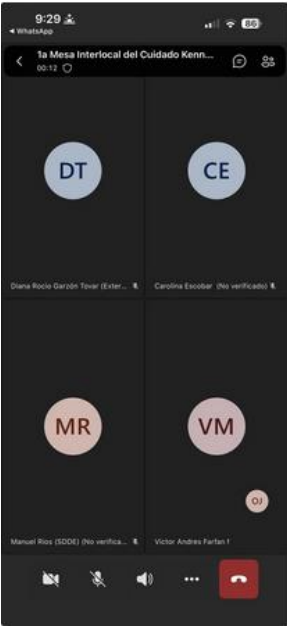 9:29
86
WhatsApp
1a Mesa Interlocal del Cuidado Kenn...
00:12
DT
CE
Diana Rocio Garzón Tovar (Exter...
Carolina Escobar (No verificado)
MR
VM
OJ
Manuel Rios (SDDE) (No verifica...
Victor Andres Farfan